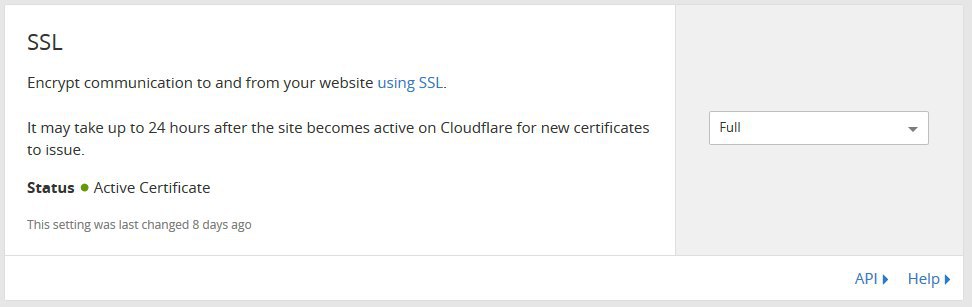 SSL
Encrypt communication to and from your website using SSL.
It may take up to 24 hours after the site becomes active on Cloudflare for new certificates
to issue.
Full
Status Active Certificate
This setting was last changed 8 days ago
API Help